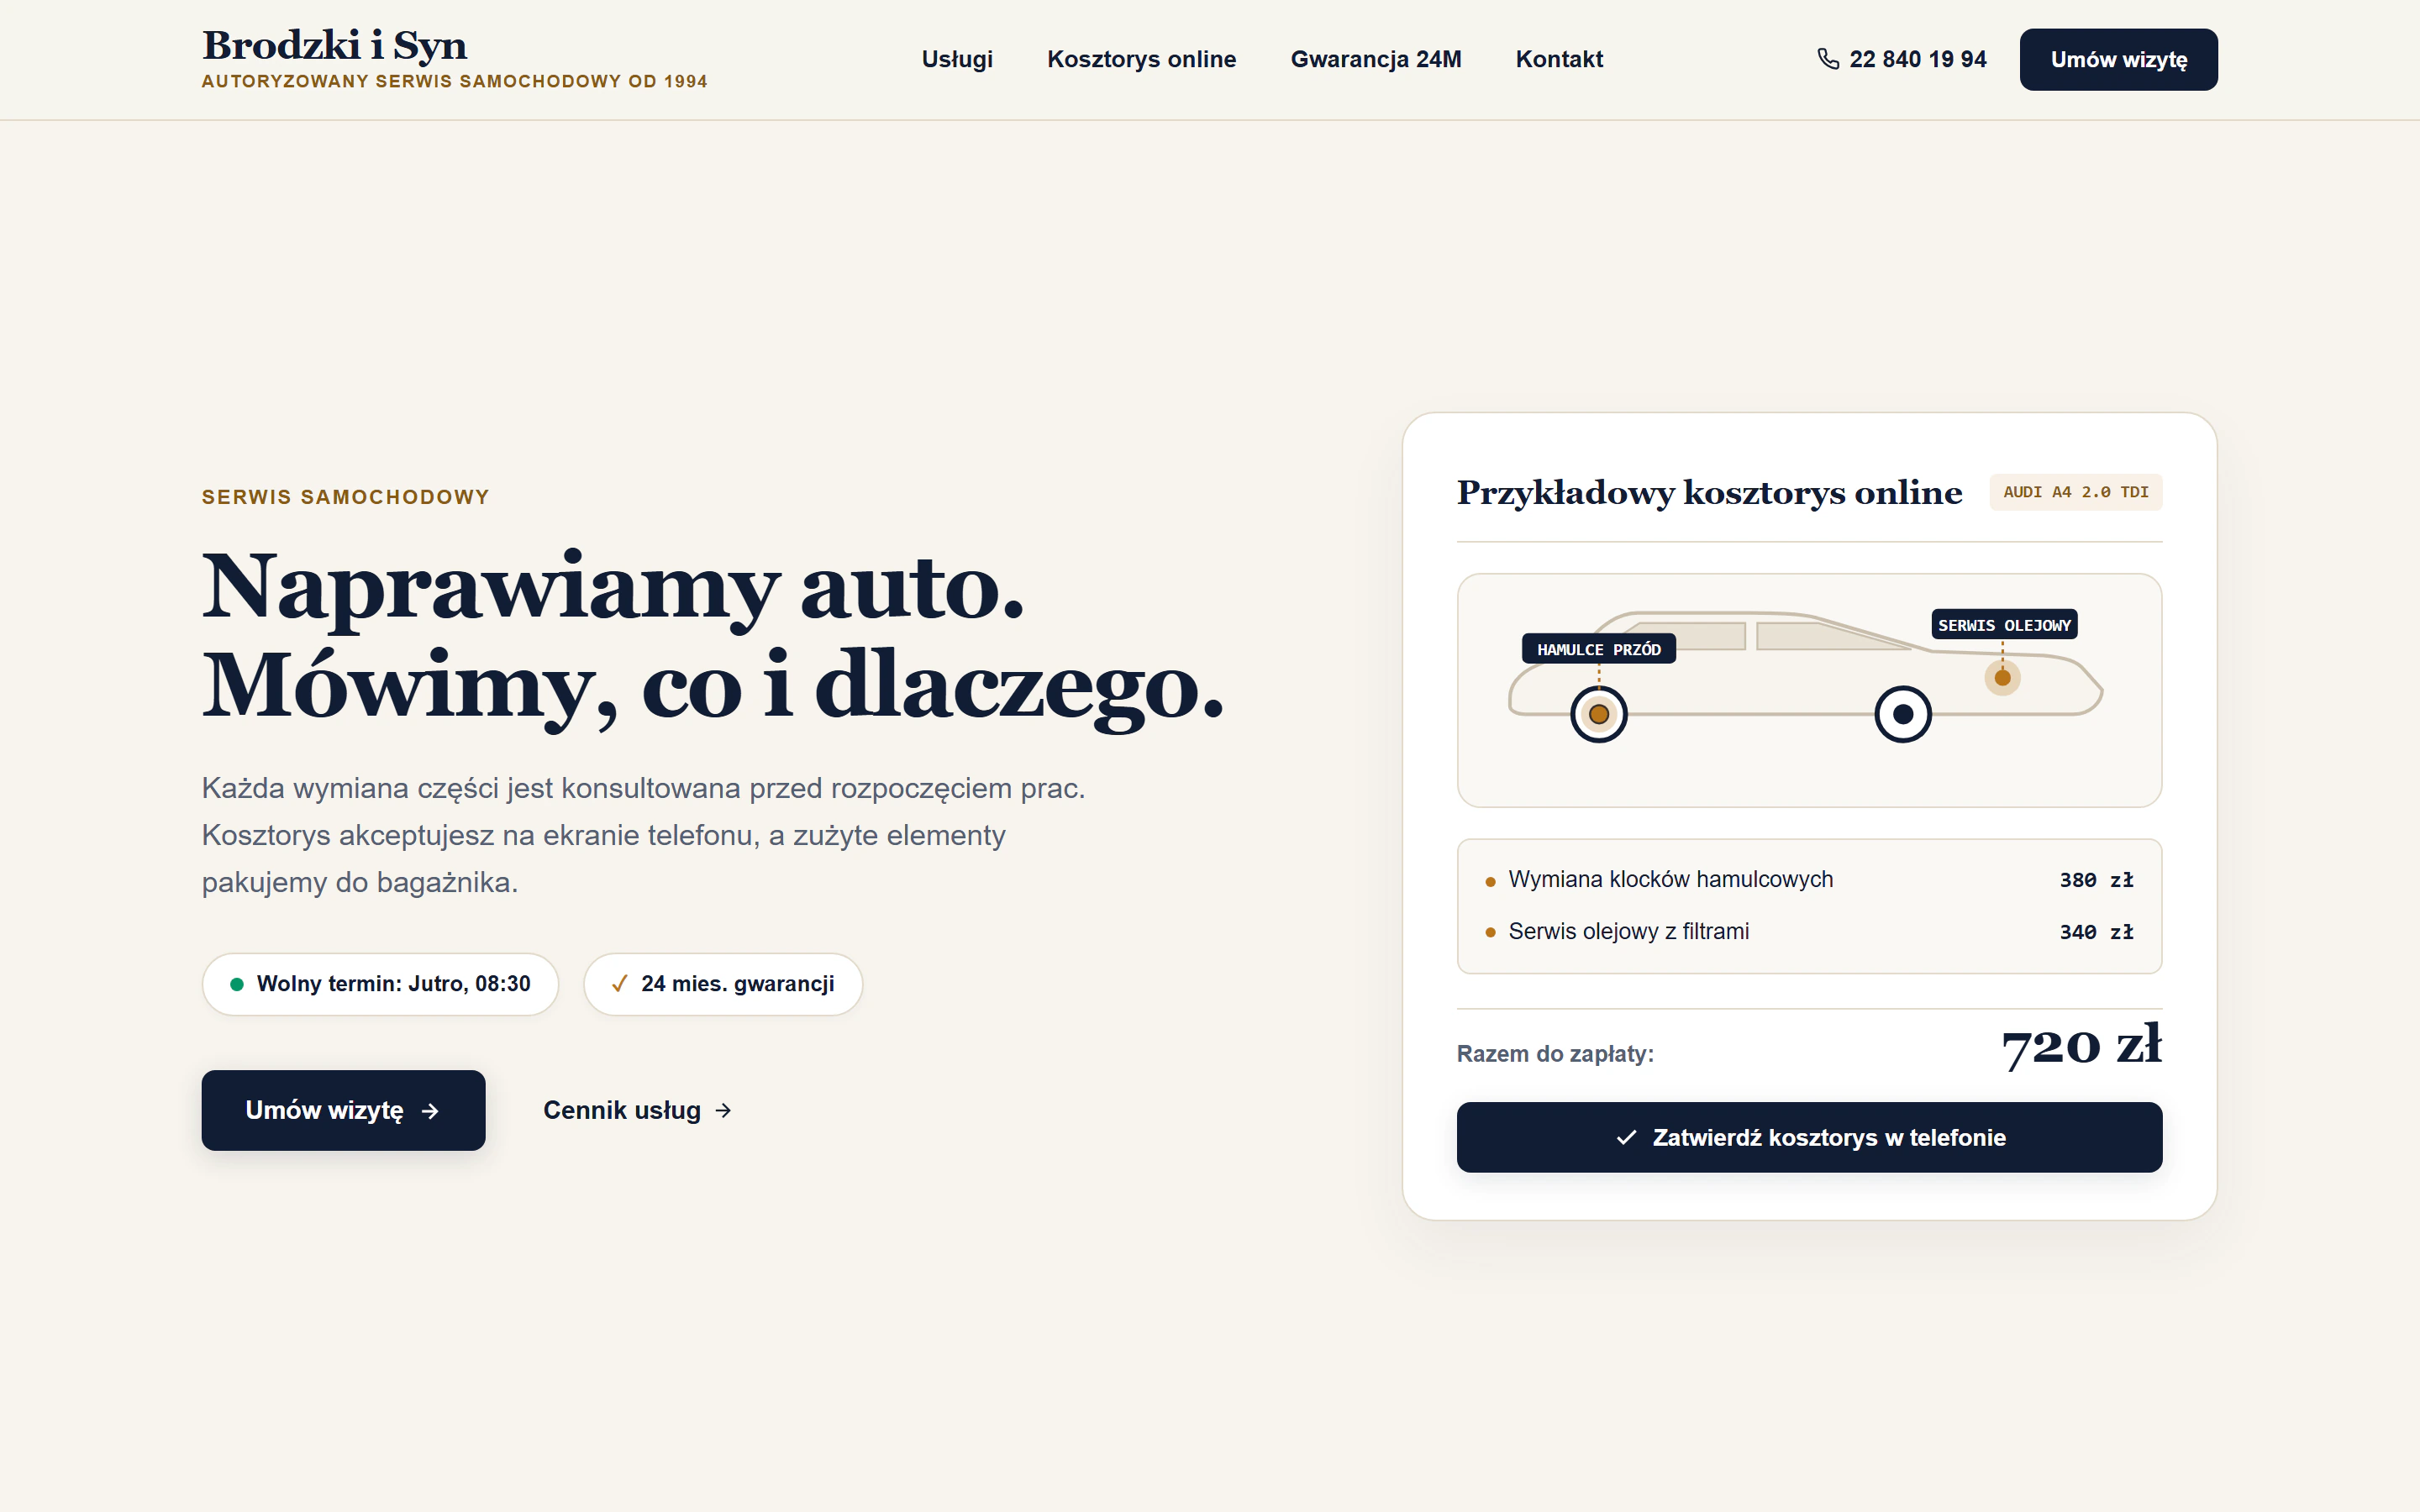 Brodzki i Syn
AUTORYZOWANY SERWIS SAMOCHODOWY OD 1994
Usługi
Kosztorys online
Gwarancja 24M
Kontakt
22 840 19 94
Umów wizytę
SERWIS SAMOCHODOWY
Naprawiamy auto.
Mówimy, co i dlaczego.
Każda wymiana części jest konsultowana przed rozpoczęciem prac.
Kosztorys akceptujesz na ekranie telefonu, a zużyte elementy
pakujemy do bagażnika.
Wolny termin: Jutro, 08:30
24 mies. gwarancji
Umów wizytę
Cennik usług
Przykładowy kosztorys online
AUDI A4 2.0 TDI
HAMULCE PRZÓD
SERWIS OLEJOWY
Wymiana klocków hamulcowych 380 zł
Serwis olejowy z filtrami 340 zł
Razem do zapłaty: 720 zł
Zatwierdź kosztorys w telefonie